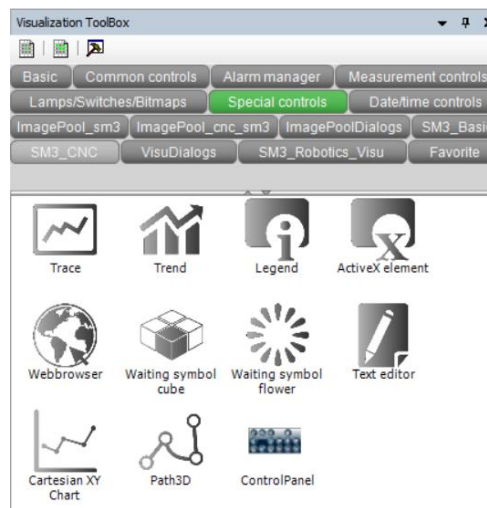 Visualization ToolBox
Basic Common controls Alarm manager Measurement controls
Lamps/Switches/Bitmaps Special controls Date/time controls
ImagePool_sm3 ImagePool_cnc_sm3 ImagePoolDialogs SM3_Basic
SM3_CNC VisuDialogs SM3_Robotics_Visu Favorite
Trace Trend Legend ActiveX element
Webbrowser Waiting symbol cube Waiting symbol flower Text editor
Cartesian XY Chart Path3D ControlPanel